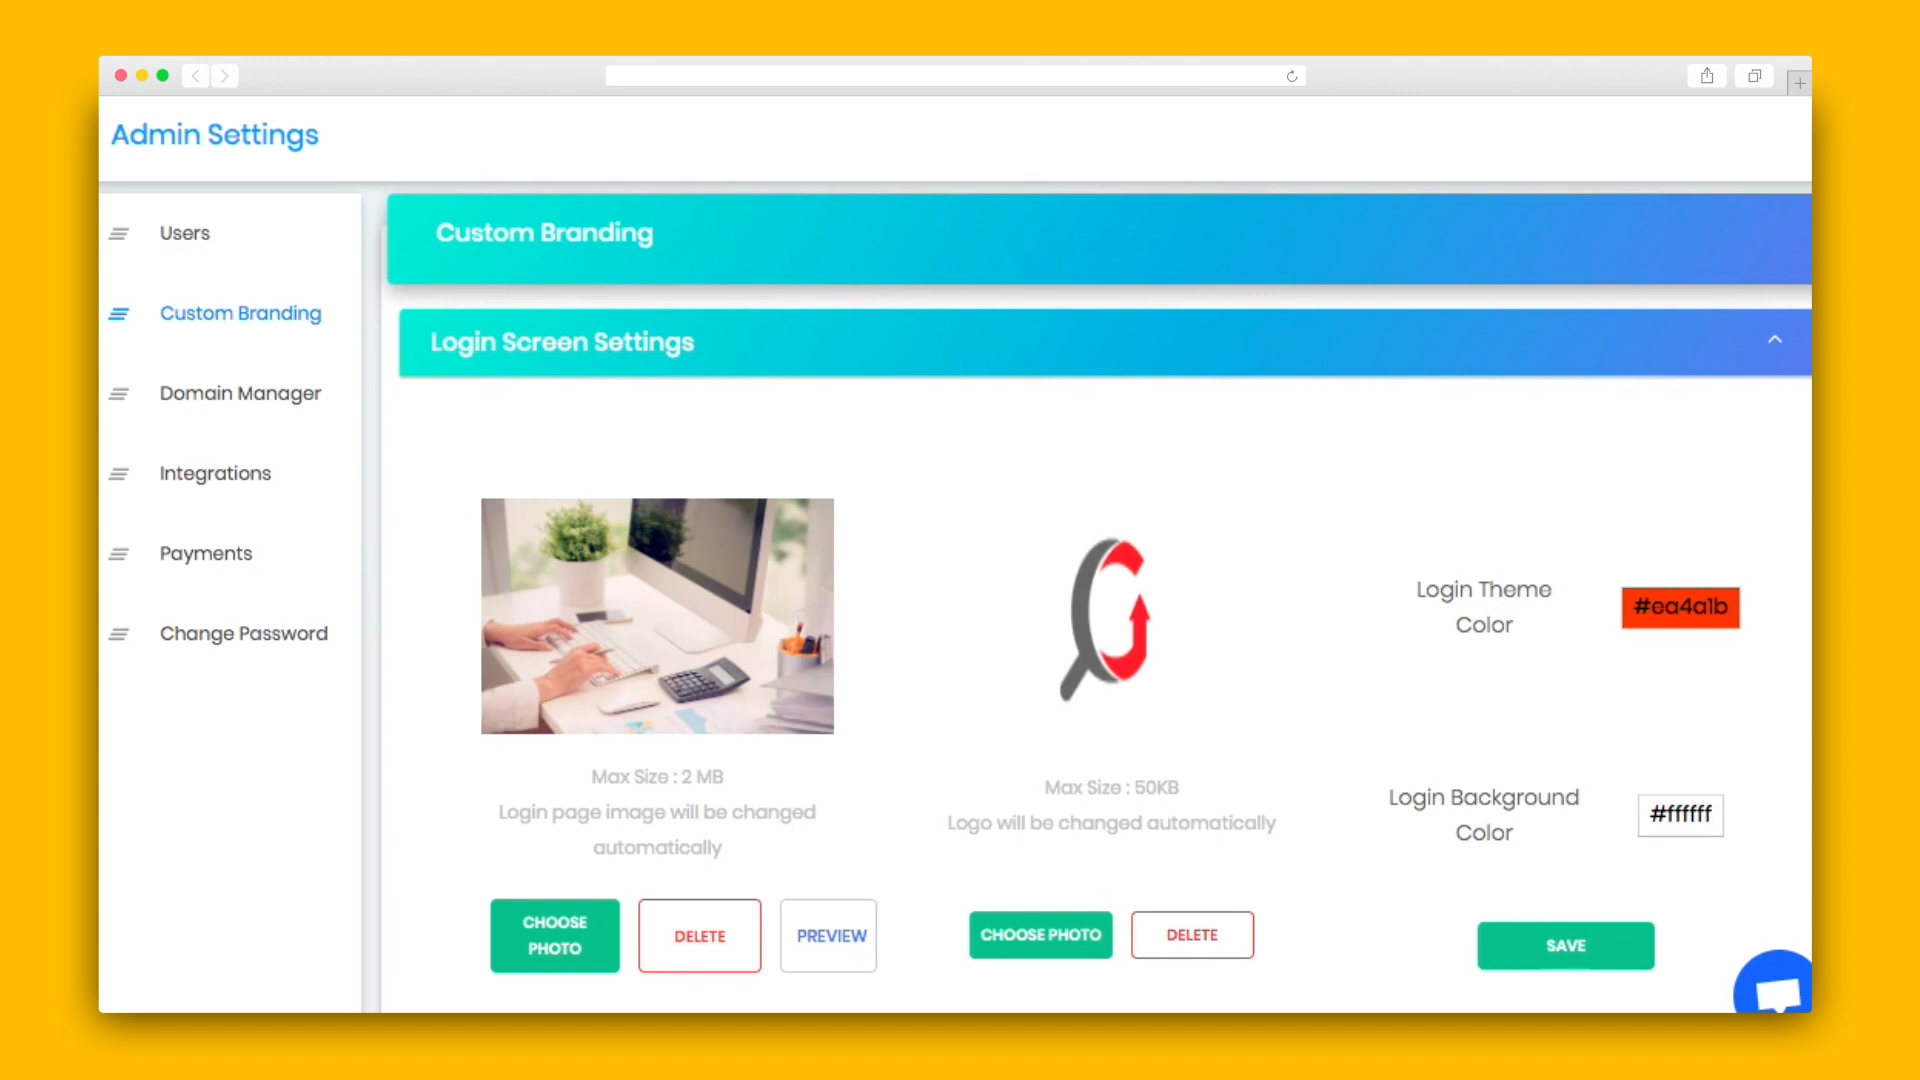 Admin Settings
Users
Custom Branding
Domain Manager
Integrations
Payments
Change Password
Custom Branding
Login Screen Settings
Max Size : 2 MB
Login page image will be changed
automatically
CHOOSE
PHOTO
DELETE
PREVIEW
Max Size : 50KB
Logo will be changed automatically
CHOOSE PHOTO
DELETE
Login Theme
Color
#ea4a1b
Login Background
Color
#ffffff
SAVE